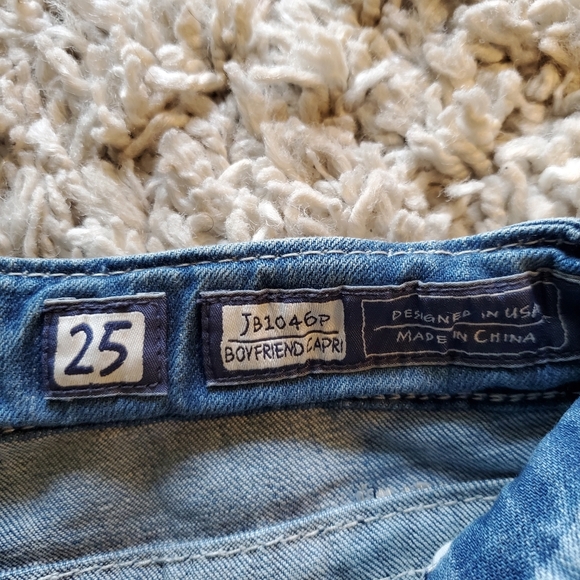 25
JB1046P
BOYFRIEND CAPRI
DESIGNED IN USA
MADE IN CHINA